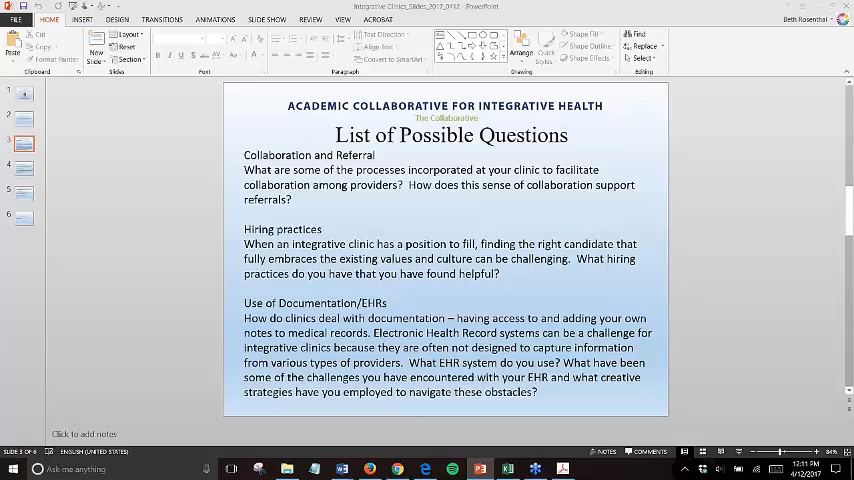 Integrative Clinics_Slides_2017_0412 - PowerPoint
FILE HOME INSERT DESIGN TRANSITIONS ANIMATIONS SLIDE SHOW REVIEW VIEW ACROBAT Beth Rosenthal
Paste
Cut
Copy
Format Painter
Clipboard
New Slide
Layout
Reset
Section
Slides
Font
Text Direction
Align Text
Convert to SmartArt
Paragraph
Arrange
Quick Styles
Shape Fill
Shape Outline
Shape Effects
Drawing
Find
Replace
Select
Editing
1
2
3
4
5
6
ACADEMIC COLLABORATIVE FOR INTEGRATIVE HEALTH
The Collaborative
List of Possible Questions
Collaboration and Referral
What are some of the processes incorporated at your clinic to facilitate
collaboration among providers? How does this sense of collaboration support
referrals?
Hiring practices
When an integrative clinic has a position to fill, finding the right candidate that
fully embraces the existing values and culture can be challenging. What hiring
practices do you have that you have found helpful?
Use of Documentation/EHRs
How do clinics deal with documentation – having access to and adding your own
notes to medical records. Electronic Health Record systems can be a challenge for
integrative clinics because they are often not designed to capture information
from various types of providers. What EHR system do you use? What have been
some of the challenges you have encountered with your EHR and what creative
strategies have you employed to navigate these obstacles?
Click to add notes
SLIDE 3 OF 6 ENGLISH (UNITED STATES) NOTES COMMENTS 84%
Ask me anything
12:11 PM
4/12/2017